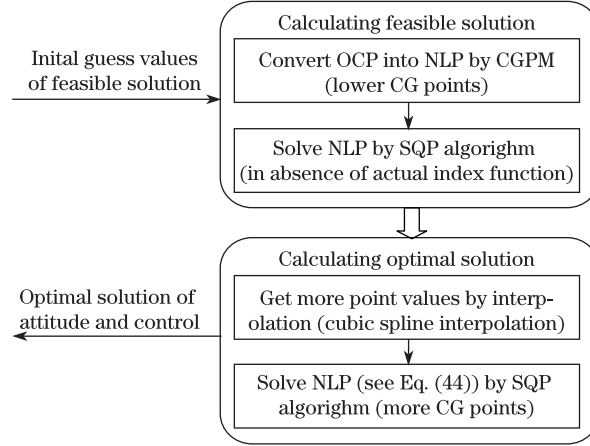 Calculating feasible solution
Inital guess values
of feasible solution
Convert OCP into NLP by CGPM
(lower CG points)
Solve NLP by SQP algorighm
(in absence of actual index function)
Calculating optimal solution
Optimal solution of
attitude and control
Get more point values by interp-
olation (cubic spline interpolation)
Solve NLP (see Eq. (44)) by SQP
algorighm (more CG points)